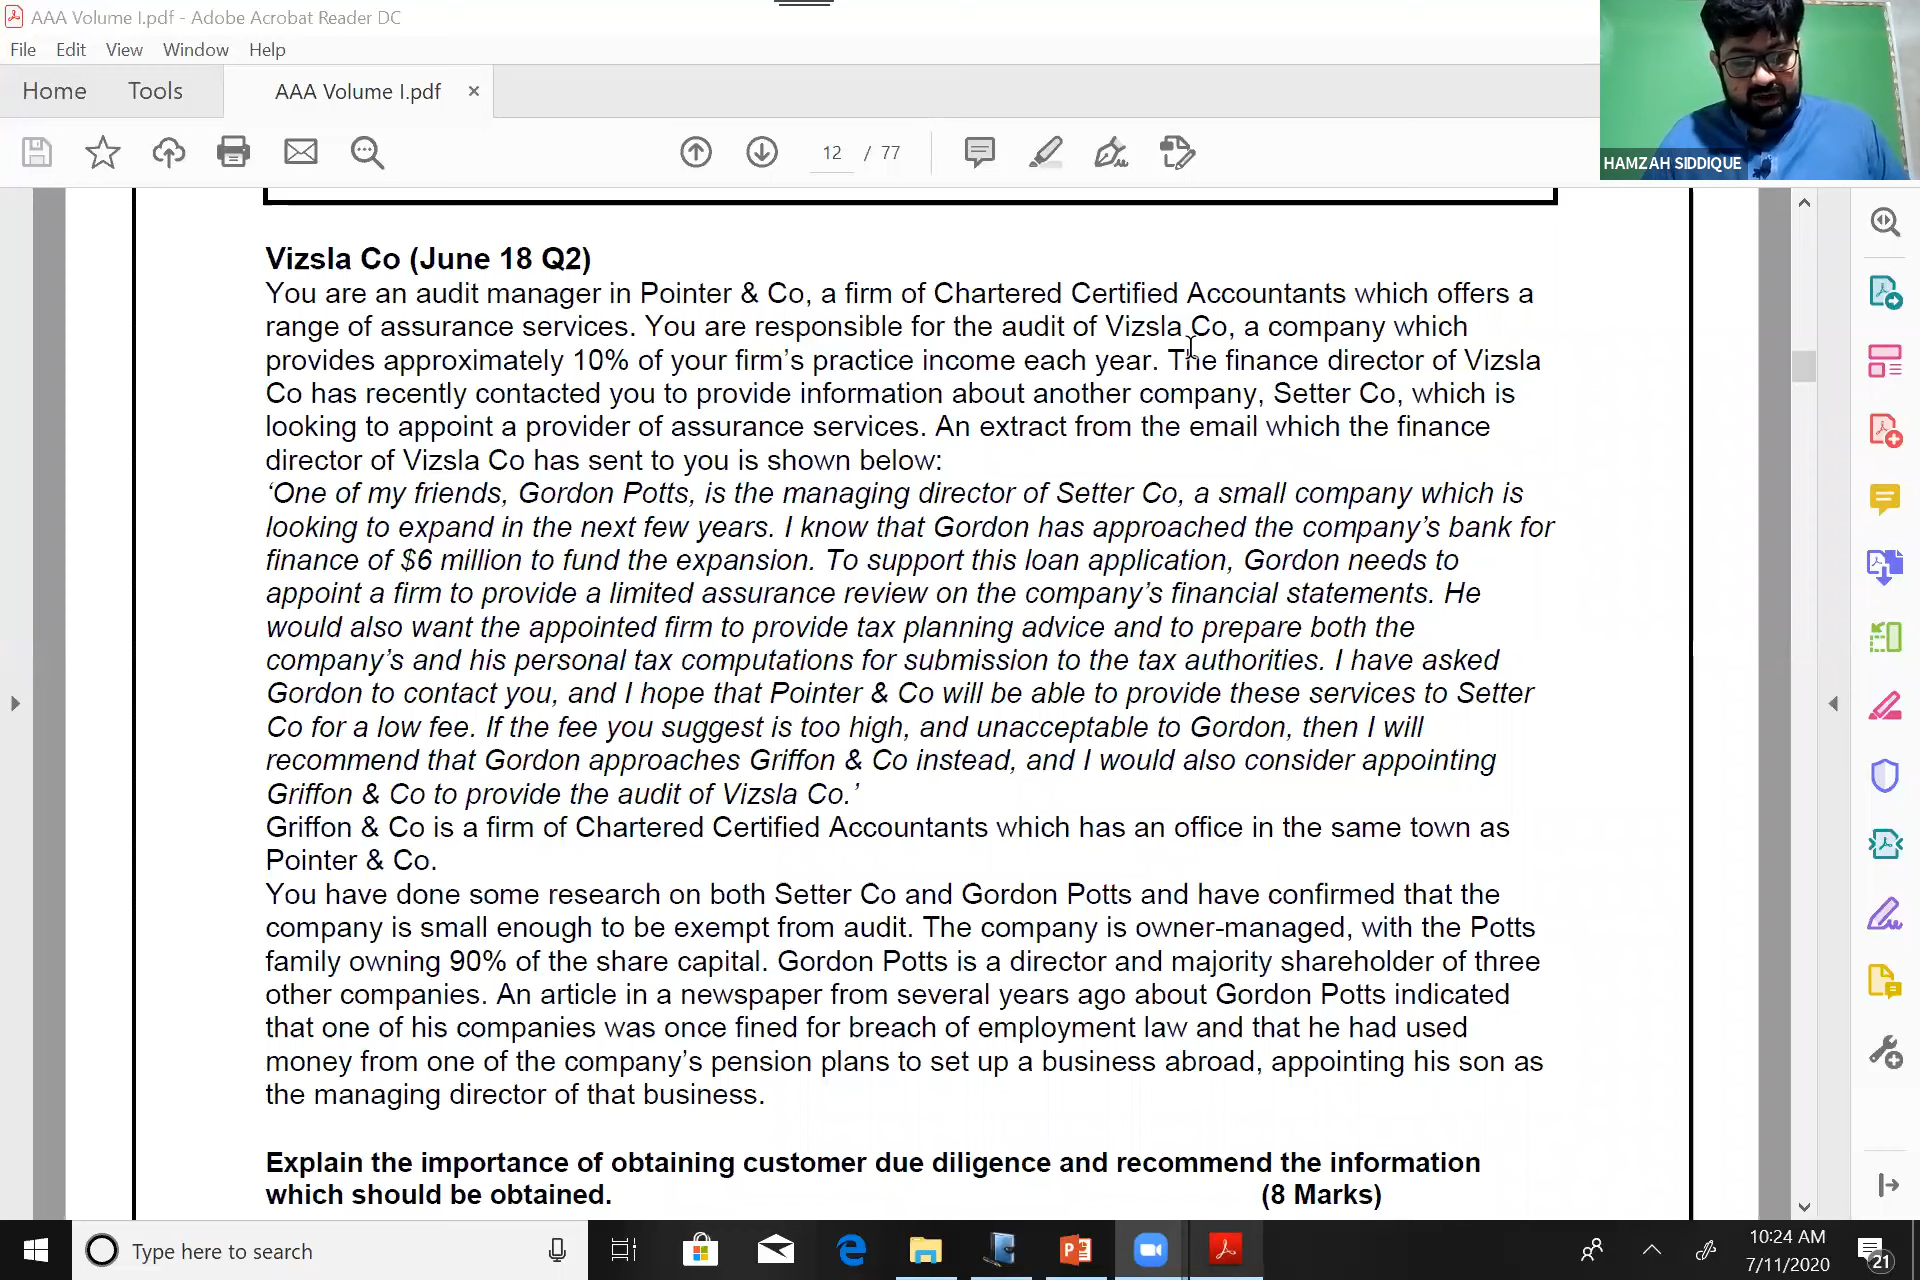 AAA Volume I.pdf - Adobe Acrobat Reader DC
File Edit View Window Help
Home Tools AAA Volume I.pdf ×
12 / 77
HAMZAH SIDDIQUE
Vizsla Co (June 18 Q2)
You are an audit manager in Pointer & Co, a firm of Chartered Certified Accountants which offers a
range of assurance services. You are responsible for the audit of Vizsla Co, a company which
provides approximately 10% of your firm's practice income each year. The finance director of Vizsla
Co has recently contacted you to provide information about another company, Setter Co, which is
looking to appoint a provider of assurance services. An extract from the email which the finance
director of Vizsla Co has sent to you is shown below:
‘One of my friends, Gordon Potts, is the managing director of Setter Co, a small company which is
looking to expand in the next few years. I know that Gordon has approached the company’s bank for
finance of $6 million to fund the expansion. To support this loan application, Gordon needs to
appoint a firm to provide a limited assurance review on the company’s financial statements. He
would also want the appointed firm to provide tax planning advice and to prepare both the
company’s and his personal tax computations for submission to the tax authorities. I have asked
Gordon to contact you, and I hope that Pointer & Co will be able to provide these services to Setter
Co for a low fee. If the fee you suggest is too high, and unacceptable to Gordon, then I will
recommend that Gordon approaches Griffon & Co instead, and I would also consider appointing
Griffon & Co to provide the audit of Vizsla Co.’
Griffon & Co is a firm of Chartered Certified Accountants which has an office in the same town as
Pointer & Co.
You have done some research on both Setter Co and Gordon Potts and have confirmed that the
company is small enough to be exempt from audit. The company is owner-managed, with the Potts
family owning 90% of the share capital. Gordon Potts is a director and majority shareholder of three
other companies. An article in a newspaper from several years ago about Gordon Potts indicated
that one of his companies was once fined for breach of employment law and that he had used
money from one of the company’s pension plans to set up a business abroad, appointing his son as
the managing director of that business.
Explain the importance of obtaining customer due diligence and recommend the information
which should be obtained. (8 Marks)
Type here to search
10:24 AM
7/11/2020
21